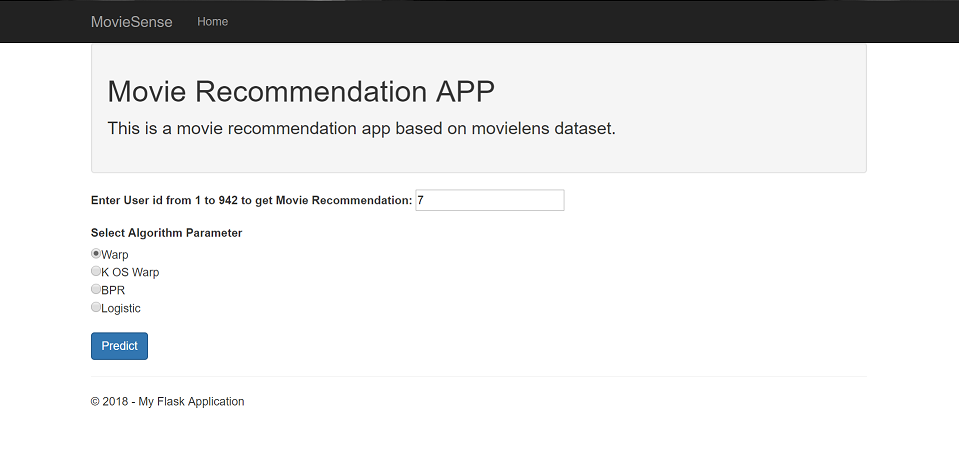 MovieSense Home
Movie Recommendation APP
This is a movie recommendation app based on movielens dataset.
Enter User id from 1 to 942 to get Movie Recommendation: 7
Select Algorithm Parameter
Warp
K OS Warp
BPR
Logistic
Predict
© 2018 - My Flask Application